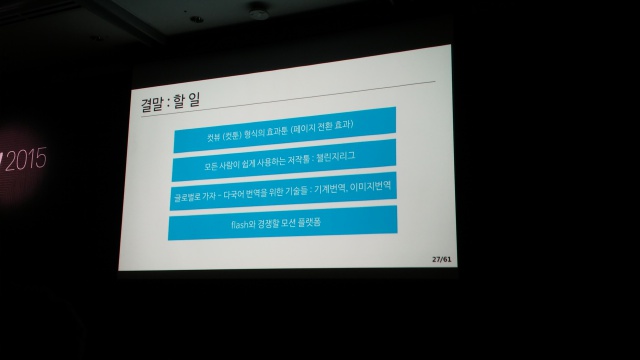 결말 : 할 일
컷뷰 (컷툰) 형식의 효과툰 (페이지 전환 효과)
모든 사람이 쉽게 사용하는 저작툴 : 챌린지리그
글로벌로 가자 - 다국어 번역을 위한 기술들 : 기계번역, 이미지번역
flash와 경쟁할 모션 플랫폼
27/61
2015